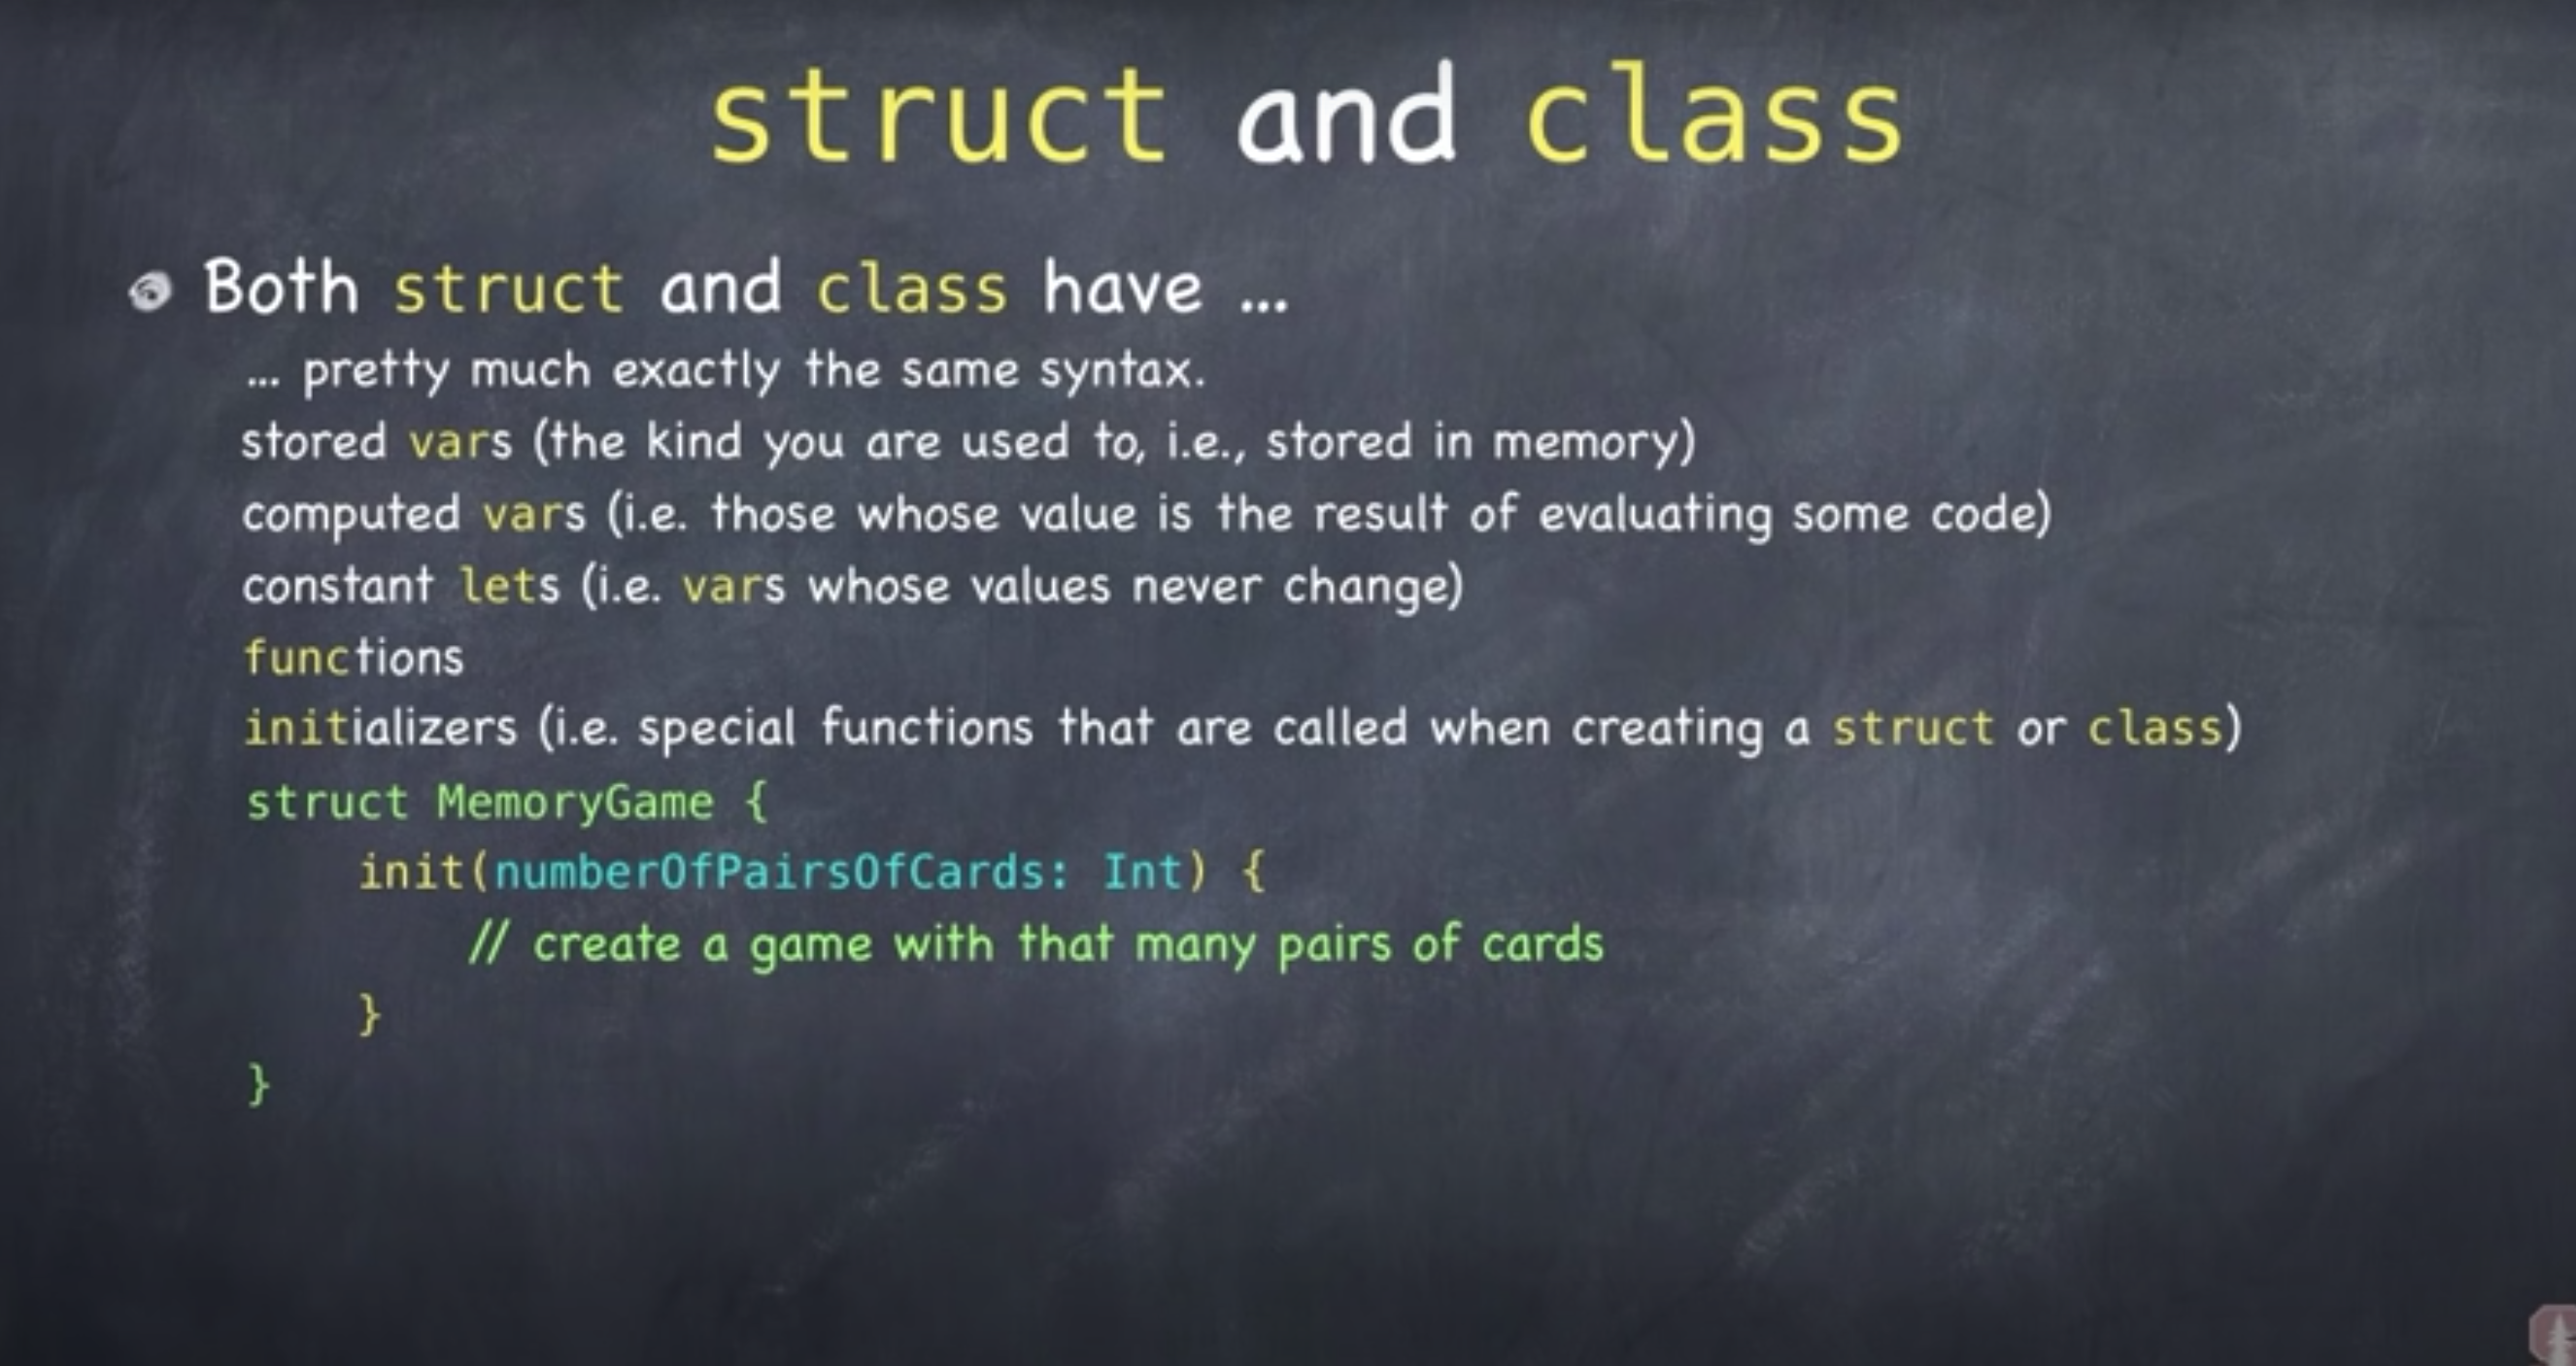 struct and class
Both struct and class have ...
... pretty much exactly the same syntax.
stored vars (the kind you are used to, i.e., stored in memory)
computed vars (i.e. those whose value is the result of evaluating some code)
constant lets (i.e. vars whose values never change)
functions
initializers (i.e. special functions that are called when creating a struct or class)
struct MemoryGame {
init(numberOfPairsOfCards: Int) {
// create a game with that many pairs of cards
}
}